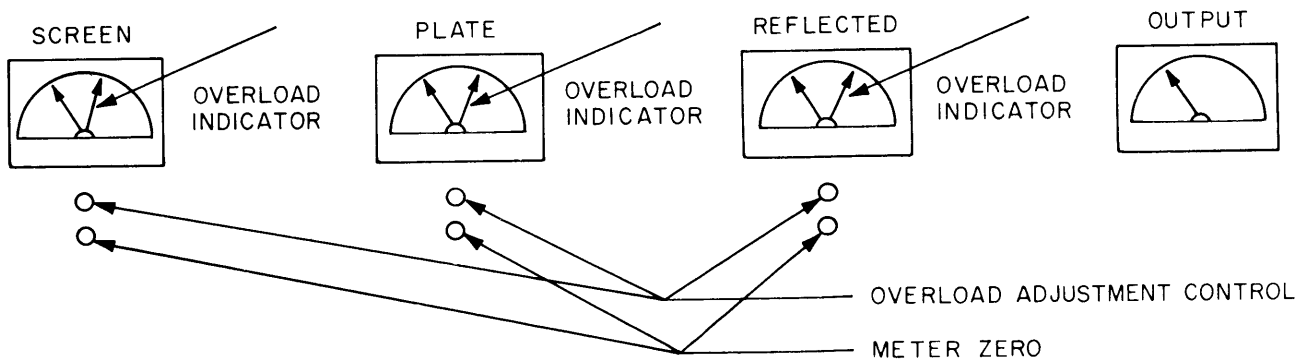 SCREEN
PLATE
REFLECTED
OUTPUT
OVERLOAD
INDICATOR
OVERLOAD
INDICATOR
OVERLOAD
INDICATOR
OVERLOAD ADJUSTMENT CONTROL
METER ZERO